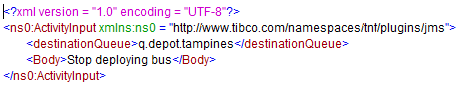 <?xml version = "1.0" encoding = "UTF-8"?>
<ns0:ActivityInput xmlns:ns0 = "http://www.tibco.com/namespaces/tnt/plugins/jms">
<destinationQueue>q.depot.tampines</destinationQueue>
<Body>Stop deploying bus</Body>
</ns0:ActivityInput>